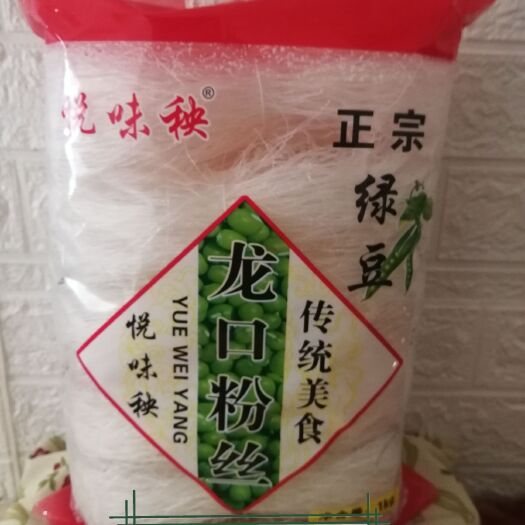 悦味秧®
正宗
绿豆
龙口粉丝
传统美食
YUE WEI YANG
悦味秧
1kg